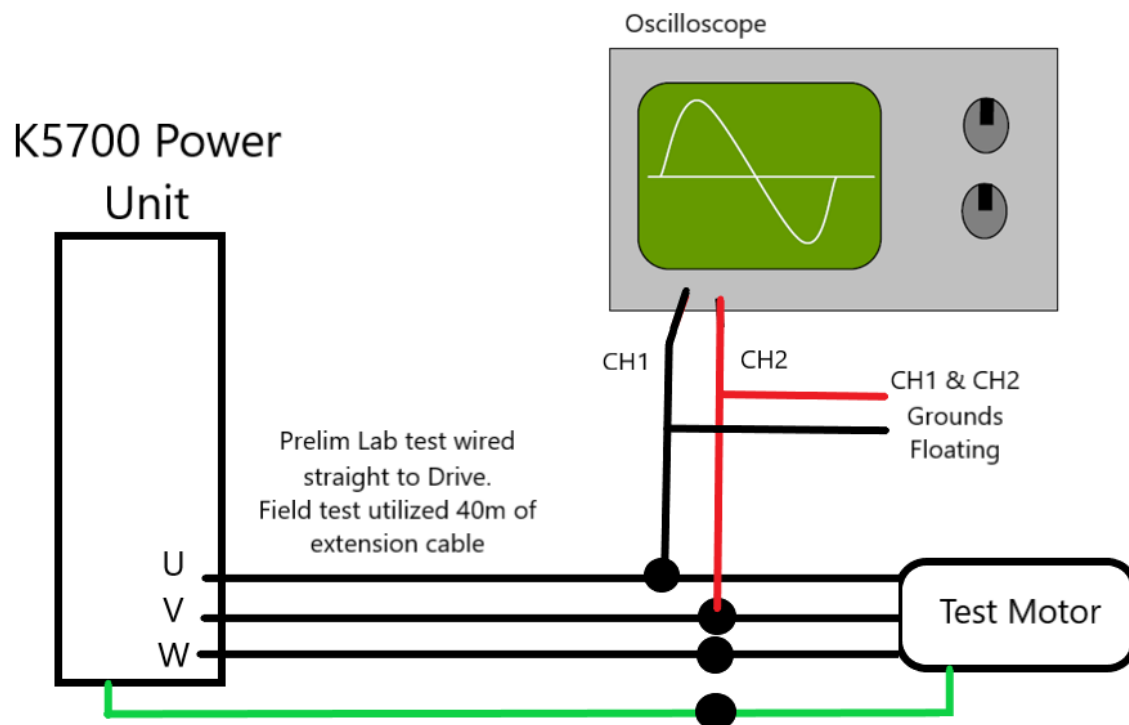 Oscilloscope
K5700 Power
Unit
CH1
CH2
CH1 & CH2
Grounds
Floating
Prelim Lab test wired
straight to Drive.
Field test utilized 40m of
extension cable
U
V
W
Test Motor